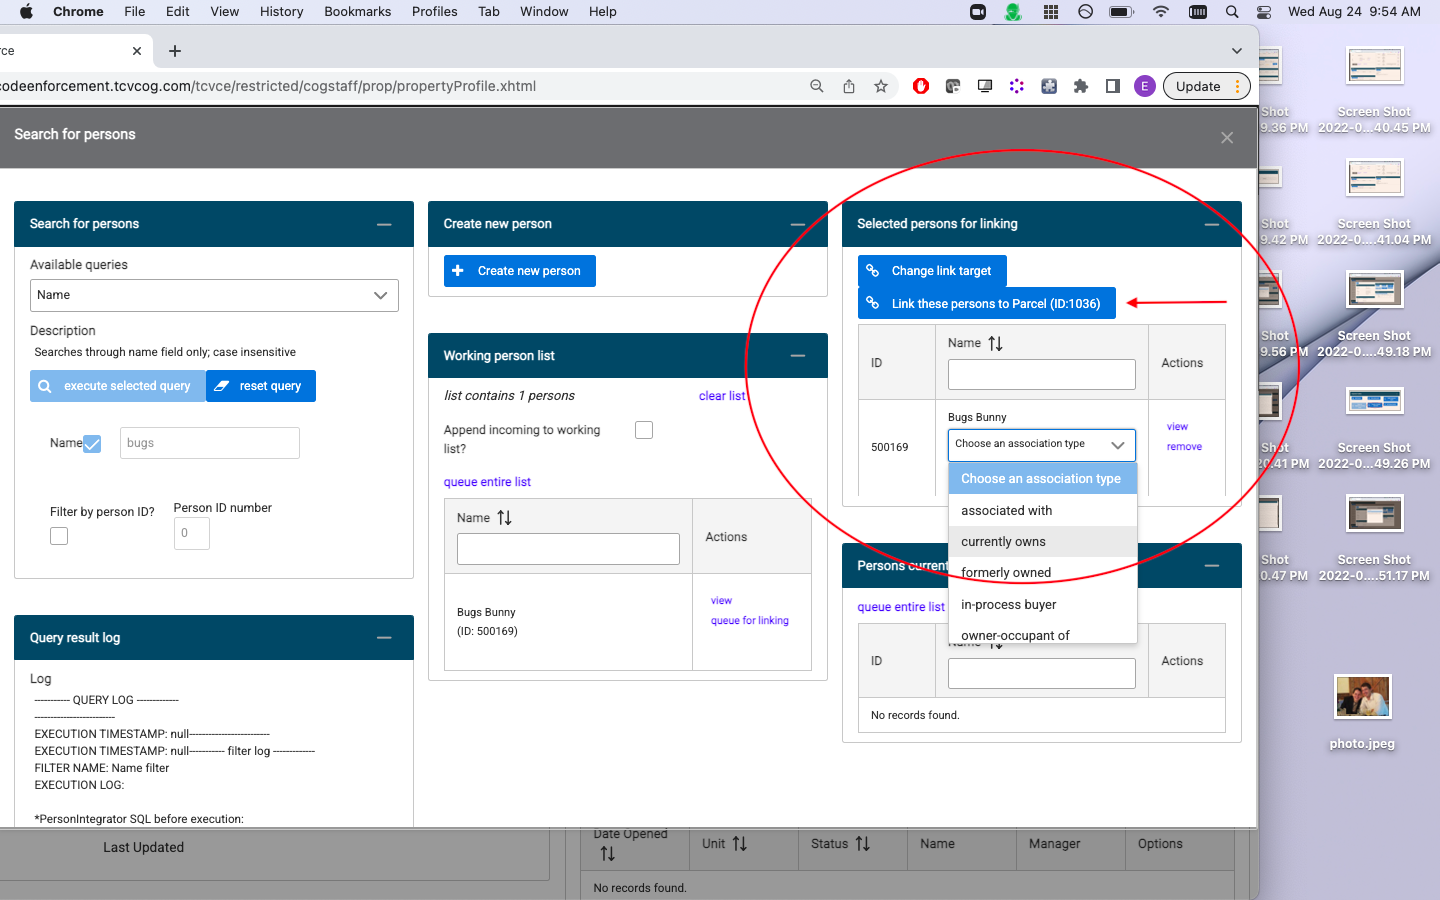 Chrome File Edit View History Bookmarks Profiles Tab Window Help
Wed Aug 24 9:54 AM
rce
codeenforcement.tcvcog.com/tcvce/restricted/cogstaff/prop/propertyProfile.xhtml
E
Update
Search for persons
Search for persons
Available queries
Name
Description
Searches through name field only; case insensitive
execute selected query
reset query
Name
bugs
Filter by person ID?
Person ID number
0
Query result log
Log
----------- QUERY LOG -------------
-------------------------
EXECUTION TIMESTAMP: null-------------------------
EXECUTION TIMESTAMP: null----------- filter log -------------
FILTER NAME: Name filter
EXECUTION LOG:
*PersonIntegrator SQL before execution:
Create new person
Create new person
Working person list
list contains 1 persons
clear list
Append incoming to working
list?
queue entire list
Name
Actions
Bugs Bunny
(ID: 500169)
view
queue for linking
Selected persons for linking
Change link target
Link these persons to Parcel (ID:1036)
ID
Name
Actions
Bugs Bunny
500169
Choose an association type
view
remove
Choose an association type
associated with
currently owns
formerly owned
in-process buyer
owner-occupant of
Persons current
queue entire list
ID
Name
Actions
No records found.
Last Updated
Date Opened
Unit
Status
Name
Manager
Options
No records found.
Shot
9.36 PM
Screen Shot
2022-0...40.45 PM
Shot
9.42 PM
Screen Shot
2022-0....41.04 PM
Shot
9.56 PM
Screen Shot
2022-0....49.18 PM
Shot
20.41 PM
Screen Shot
2022-0...49.26 PM
Shot
0.47 PM
Screen Shot
2022-0....51.17 PM
photo.jpeg